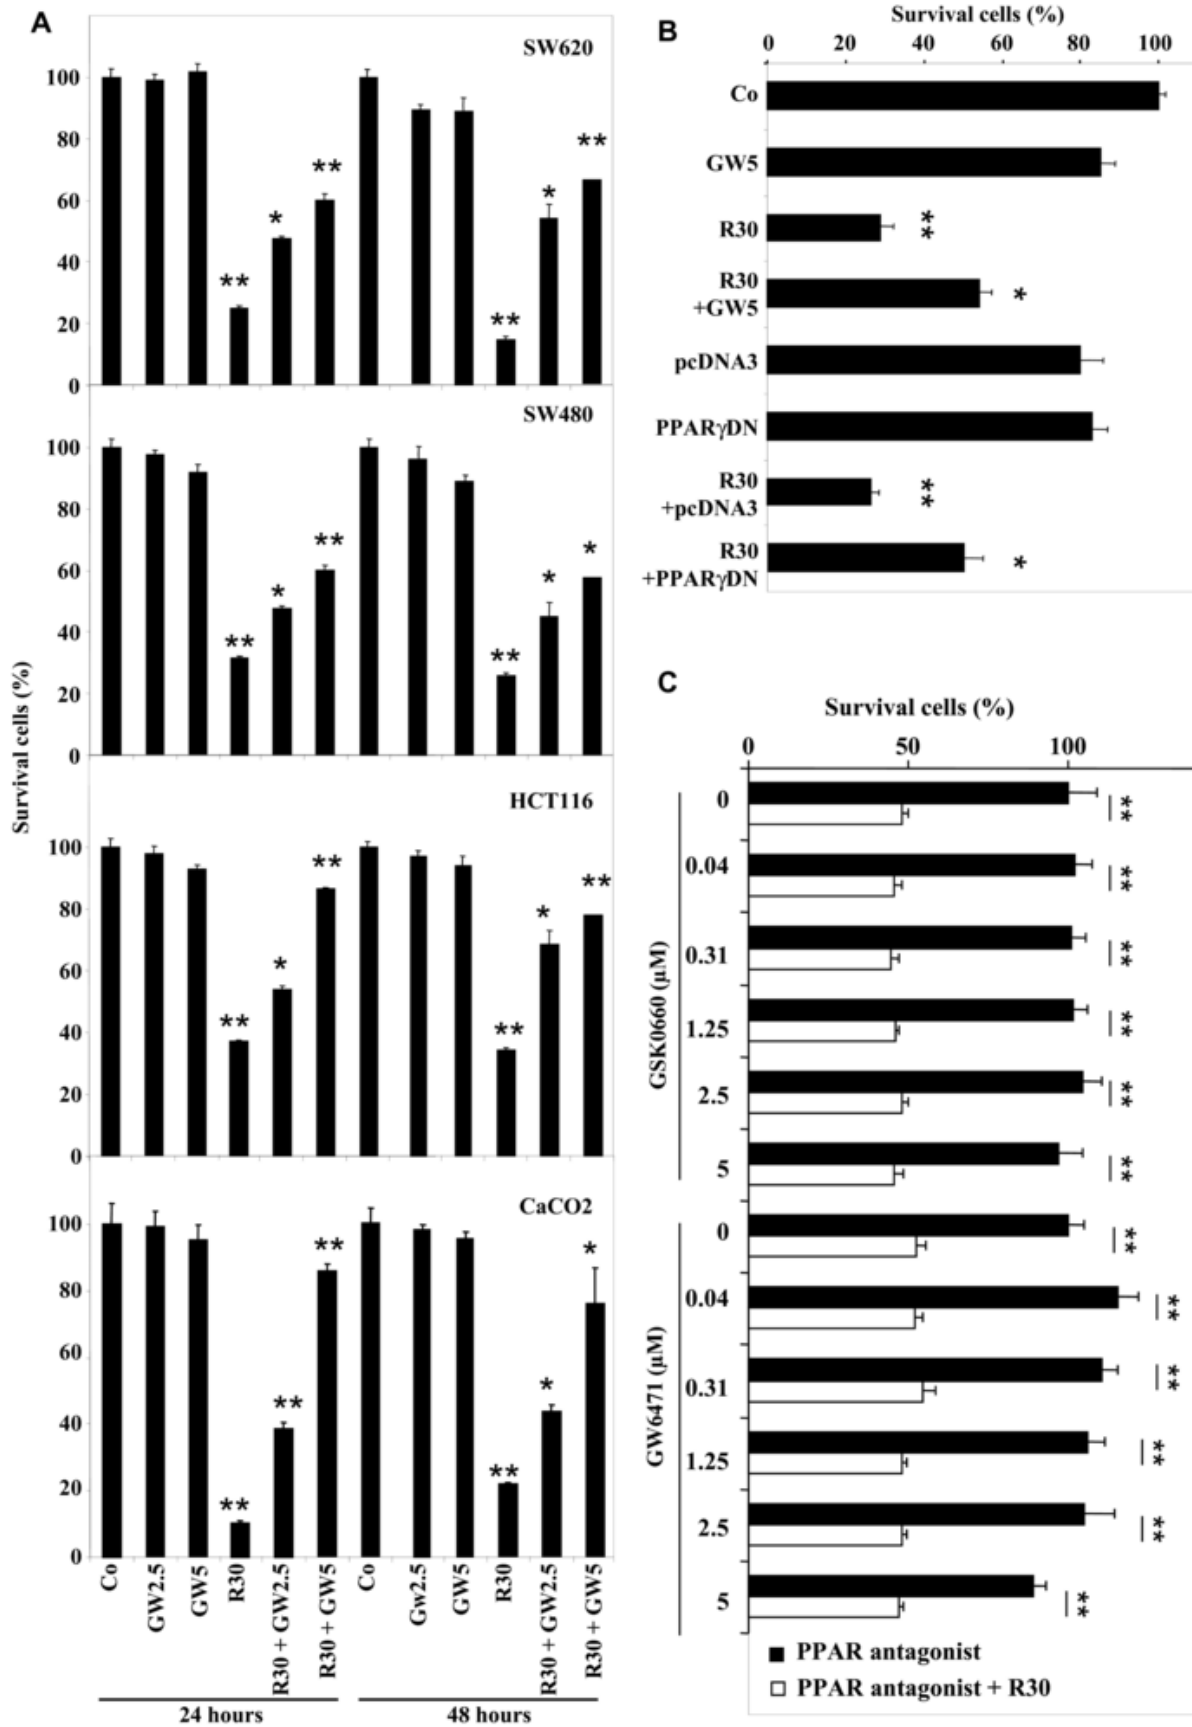 A
Survival cells (%)
SW620
100
80
60
40
20
0
** * ** ** * **
SW480
100
80
60
40
20
0
** * ** ** * *
HCT116
100
80
60
40
20
0
** * ** ** * **
CaCO2
100
80
60
40
20
0
** ** ** ** * *
Co GW2.5 GW5 R30 R30 + GW2.5 R30 + GW5 Co Gw2.5 GW5 R30 R30 + GW2.5 R30 + GW5
24 hours 48 hours
B
Survival cells (%)
0 20 40 60 80 100
Co
GW5
R30 **
R30
+GW5 *
pcDNA3
PPARγDN
R30
+pcDNA3 **
R30
+PPARγDN *
C
Survival cells (%)
0 50 100
GSK0660 (µM)
0 **
0.04 **
0.31 **
1.25 **
2.5 **
5 **
GW6471 (µM)
0 **
0.04 **
0.31 **
1.25 **
2.5 **
5 **
PPAR antagonist
PPAR antagonist + R30